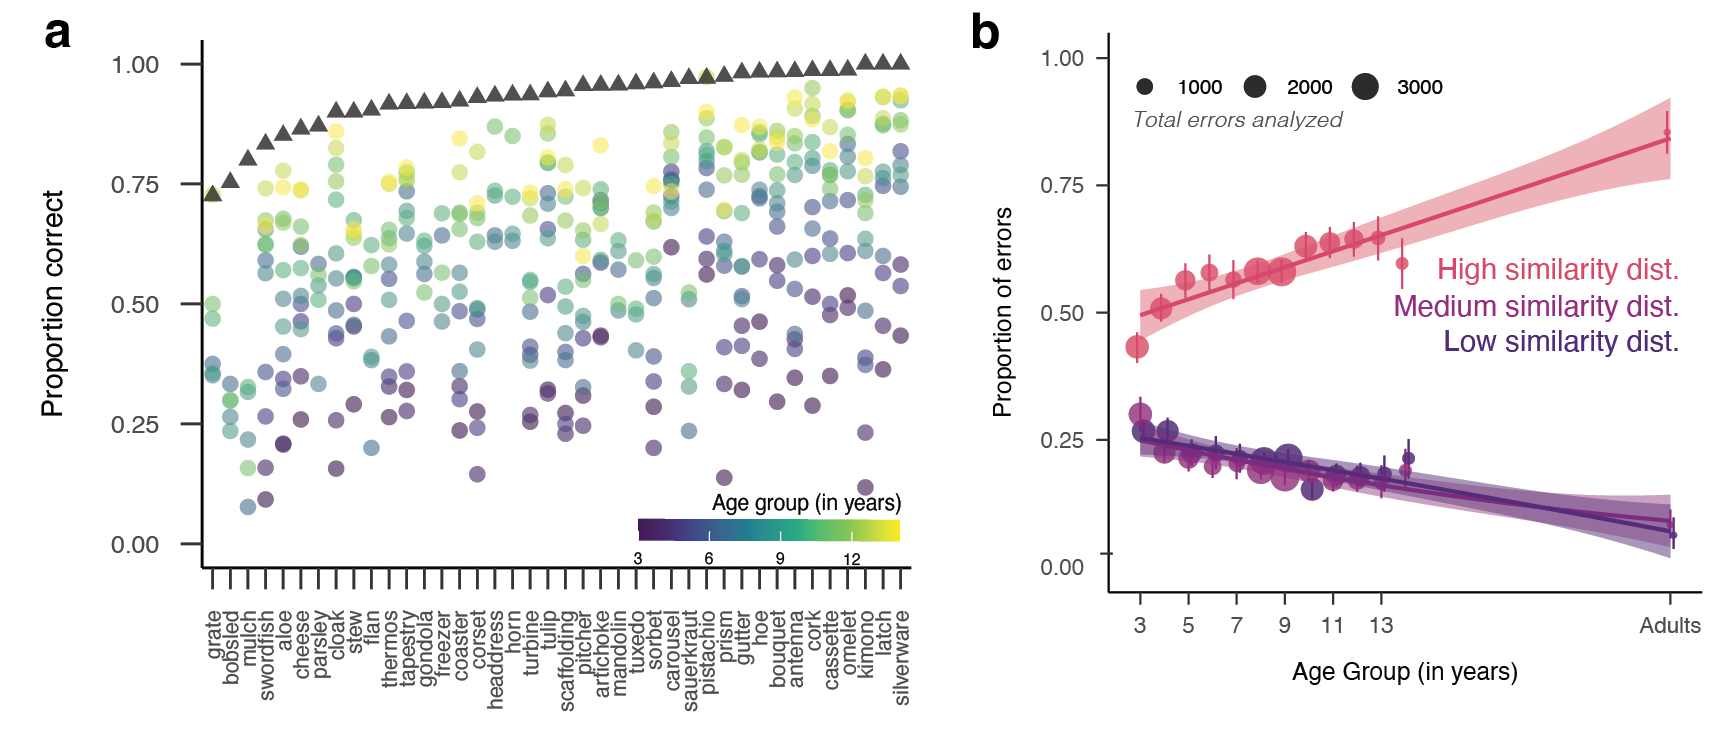 a
1.00
0.75
0.50
0.25
0.00
Proportion correct
Age group (in years)
3 6 9 12
grate
bobsled
mulch
swordfish
aloe
cheese
parsley
cloak
stew
flan
thermos
tapestry
gondola
freezer
coaster
corset
headdress
horn
turbine
tulip
scaffolding
pitcher
artichoke
mandolin
tuxedo
sorbet
carousel
sauerkraut
pistachio
prism
gutter
hoe
bouquet
antenna
cork
cassette
omelet
kimono
latch
silverware
b
1.00
0.75
0.50
0.25
0.00
Proportion of errors
1000 2000 3000
Total errors analyzed
High similarity dist.
Medium similarity dist.
Low similarity dist.
3 5 7 9 11 13 Adults
Age Group (in years)